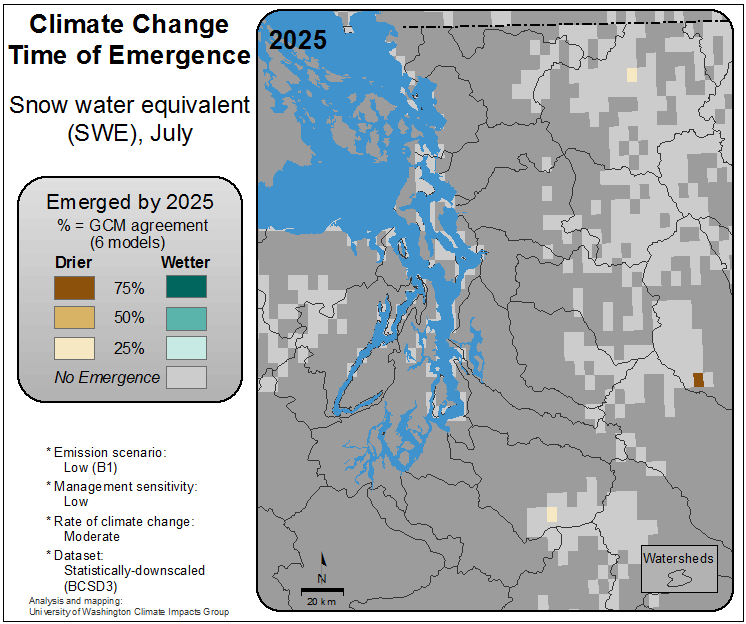 Climate Change
Time of Emergence
Snow water equivalent
(SWE), July
Emerged by 2025
% = GCM agreement
(6 models)
Drier Wetter
75%
50%
25%
No Emergence
* Emission scenario:
Low (B1)
* Management sensitivity:
Low
* Rate of climate change:
Moderate
* Dataset:
Statistically-downscaled
(BCSD3)
Analysis and mapping:
University of Washington Climate Impacts Group
2025
N
20 km
Watersheds